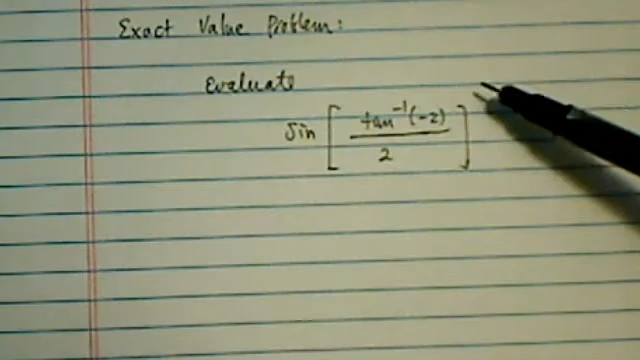 Exact Value Problem:
Evaluate
Sin [ tan⁻¹(-2) / 2 ]